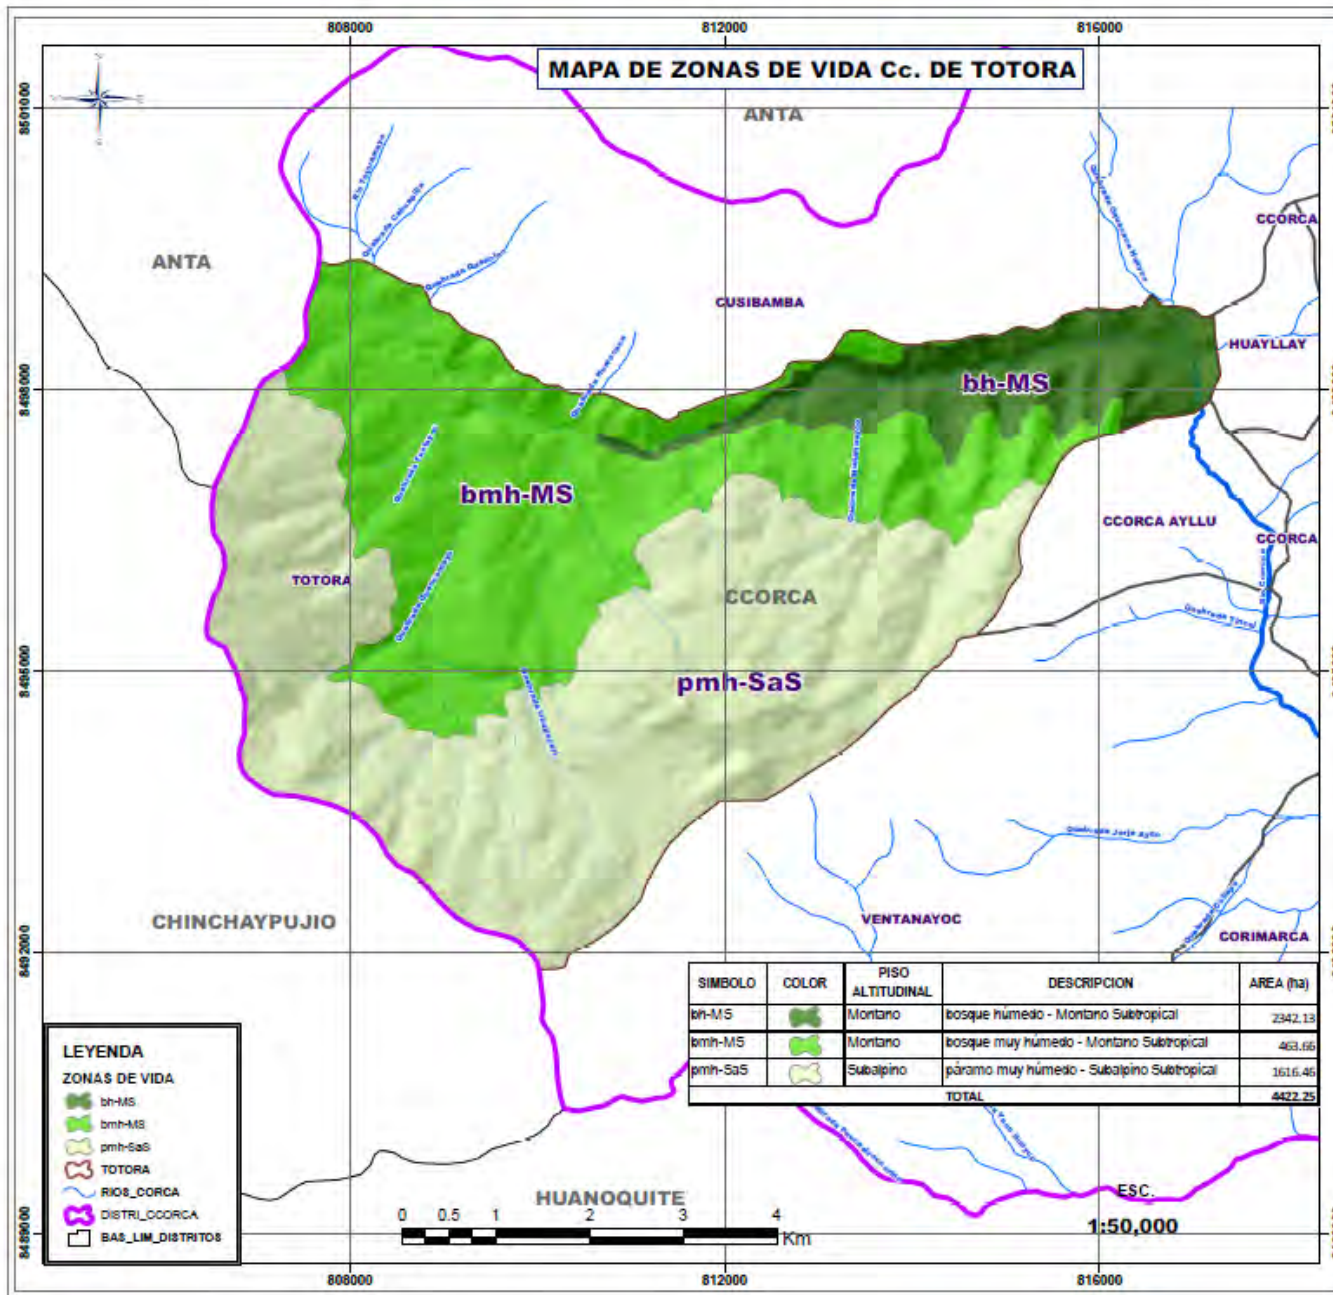 808000 812000 816000
MAPA DE ZONAS DE VIDA Cc. DE TOTORA
8501000
ANTA
CCORCA
ANTA
CUSIBAMBA
HUAYLLAY
8498000
bh-MS
bmh-MS
CCORCA AYLLU
CCORCA
TOTORA
CCORCA
8495000
pmh-SaS
CHINCHAYPUJIO
VENTANAYOC
CORIMARCA
8492000
SIMBOLO COLOR PISO ALTITUDINAL DESCRIPCION AREA (ha)
bh-MS Montano bosque húmedo - Montano Subtropical 2342.13
bmh-MS Montano bosque muy húmedo - Montano Subtropical 463.66
pmh-SaS Subalpino páramo muy húmedo - Subalpino Subtropical 1616.46
TOTAL 4422.25
LEYENDA
ZONAS DE VIDA
bh-MS
bmh-MS
pmh-SaS
TOTORA
RIOS_CORCA
DISTRI_CCORCA
BAS_LIM_DISTRITOS
HUANOQUITE
ESC.
1:50,000
0 0.5 1 2 3 4
Km
8489000
808000 812000 816000